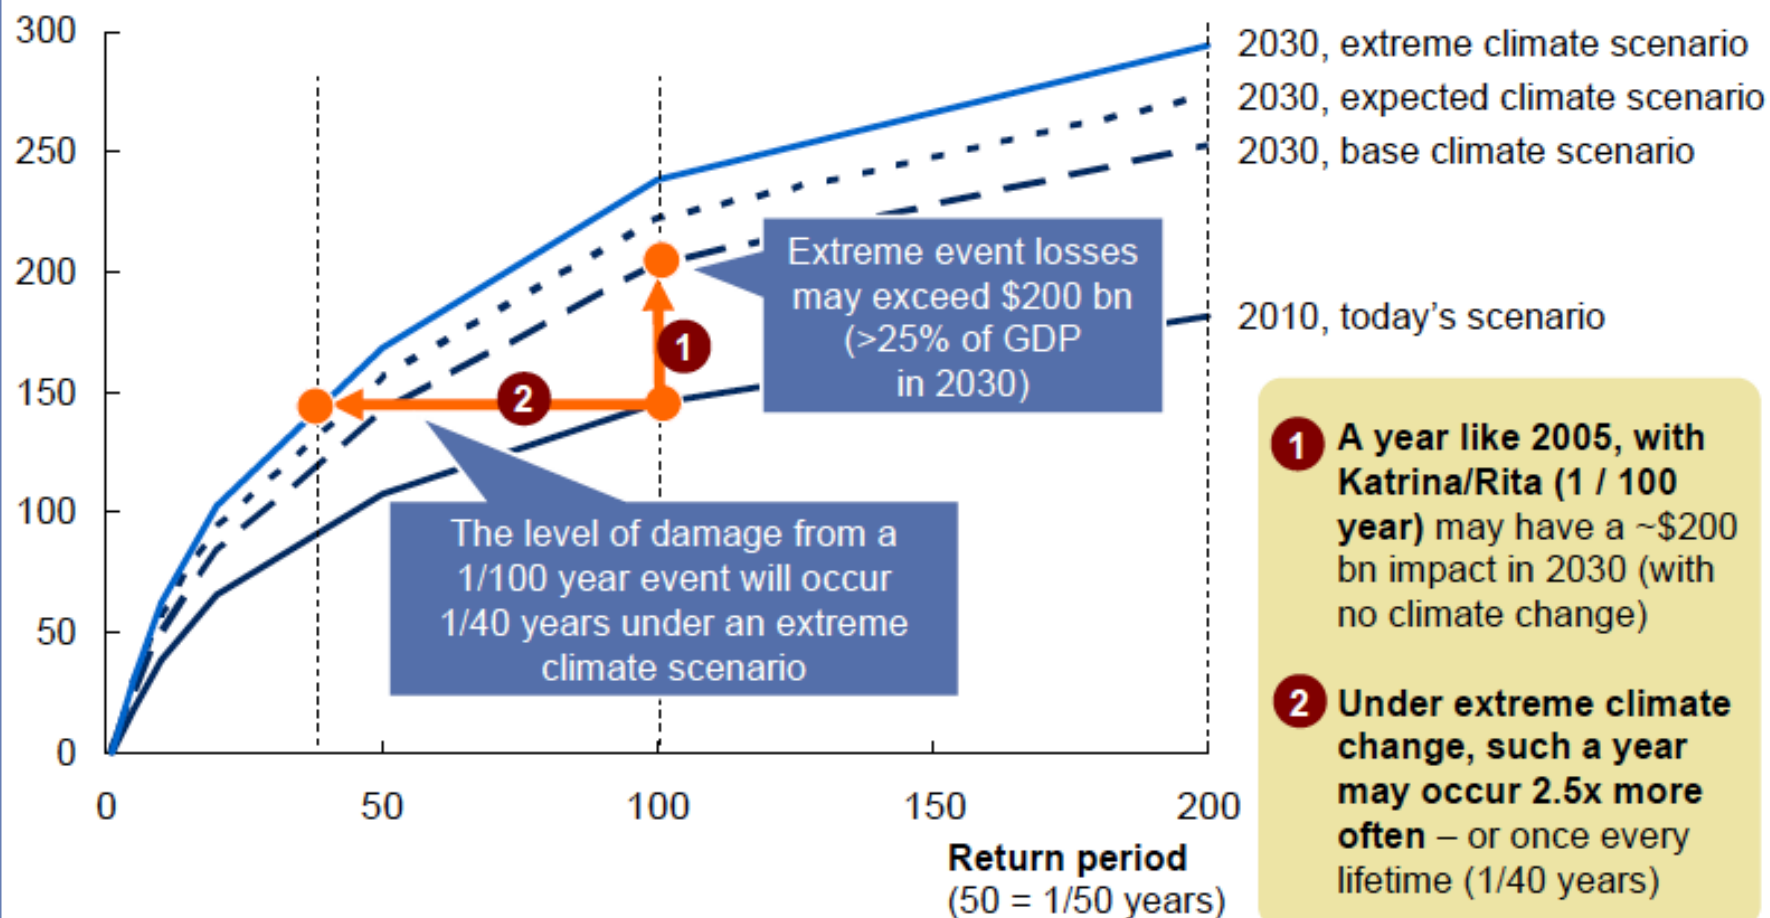 300
250
200
150
100
50
0
0
50
100
150
200
Return period
(50 = 1/50 years)
2030, extreme climate scenario
2030, expected climate scenario
2030, base climate scenario
2010, today's scenario
Extreme event losses
may exceed $200 bn
(>25% of GDP
in 2030)
1
2
The level of damage from a
1/100 year event will occur
1/40 years under an extreme
climate scenario
1 A year like 2005, with
Katrina/Rita (1 / 100
year) may have a ~$200
bn impact in 2030 (with
no climate change)
2 Under extreme climate
change, such a year
may occur 2.5x more
often – or once every
lifetime (1/40 years)